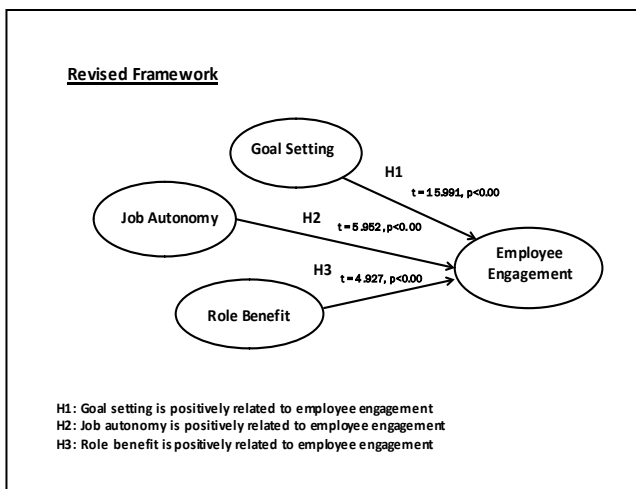 Revised Framework
Goal Setting
H1
t = 15.991, p<0.00
Job Autonomy
H2
t = 5.952, p<0.00
Employee
Engagement
H3
t = 4.927, p<0.00
Role Benefit
H1: Goal setting is positively related to employee engagement
H2: Job autonomy is positively related to employee engagement
H3: Role benefit is positively related to employee engagement